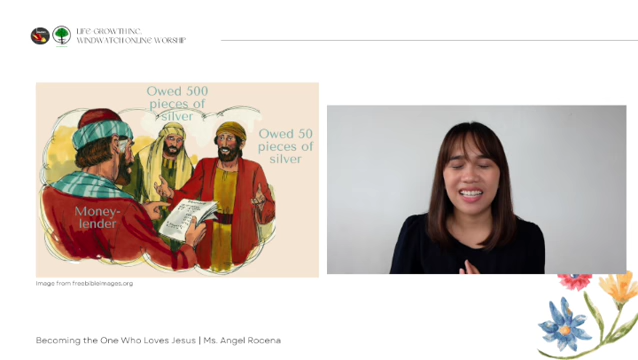 LIFE GROWTH INC.
WINDWATCH ONLINE WORSHIP
Owed 500
pieces of
silver
Owed 50
pieces of
silver
Money-
lender
Image from freebibleimages.org
Becoming the One Who Loves Jesus | Ms. Angel Rocena